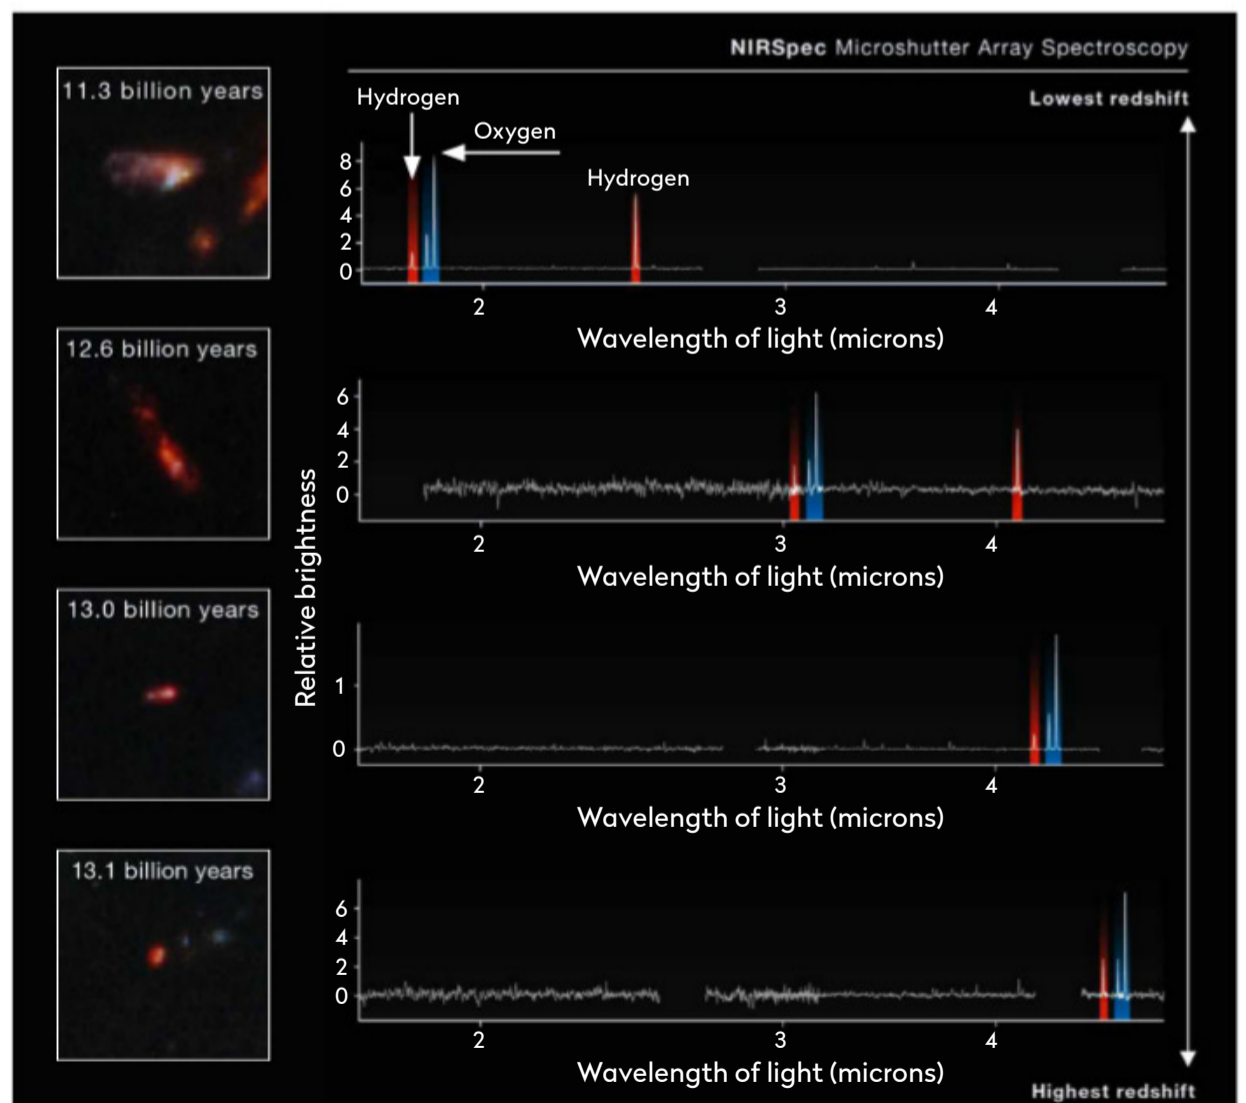 NIRSpec Microshutter Array Spectroscopy
Lowest redshift
11.3 billion years
Hydrogen
Oxygen
Hydrogen
8
6
4
2
0
2 3 4
Wavelength of light (microns)
12.6 billion years
6
4
2
0
2 3 4
Wavelength of light (microns)
Relative brightness
13.0 billion years
1
0
2 3 4
Wavelength of light (microns)
13.1 billion years
6
4
2
0
2 3 4
Wavelength of light (microns)
Highest redshift